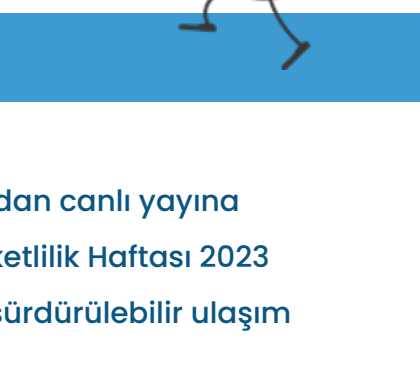 dan canlı yayına
ketlilik Haftası 2023
sürdürülebilir ulaşım